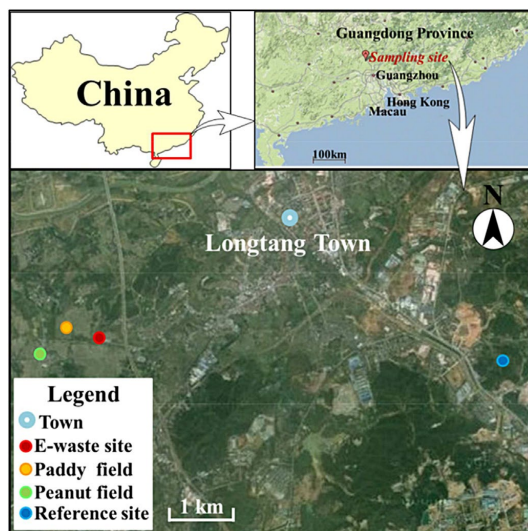 China
Guangdong Province
Sampling site
Guangzhou
Hong Kong
Macau
100km
N
Longtang Town
Legend
Town
E-waste site
Paddy field
Peanut field
Reference site
1 km